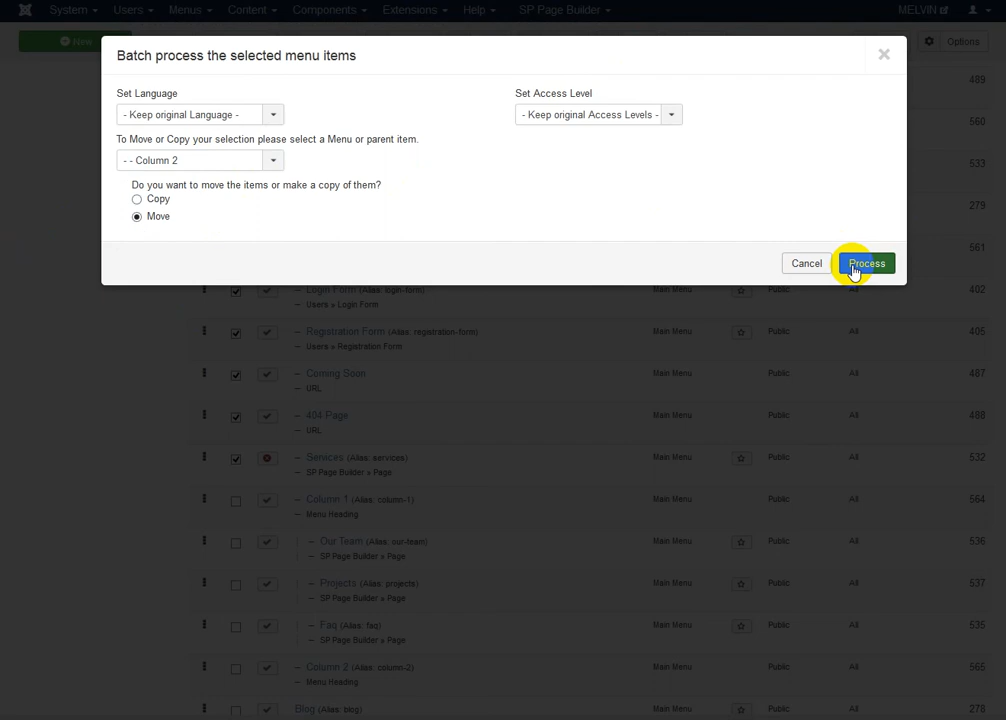 System Users Menus Content Components Extensions Help SP Page Builder MELVIN
New Options
Batch process the selected menu items ×
Set Language Set Access Level
- Keep original Language - - Keep original Access Levels -
To Move or Copy your selection please select a Menu or parent item.
- - Column 2
Do you want to move the items or make a copy of them?
Copy
Move
Cancel Process
489
560
533
279
561
– Login Form (Alias: login-form) Main Menu Public All 402
– Users » Login Form
– Registration Form (Alias: registration-form) Main Menu Public All 405
– Users » Registration Form
– Coming Soon Main Menu Public All 487
– URL
– 404 Page Main Menu Public All 488
– URL
– Services (Alias: services) Main Menu Public All 532
– SP Page Builder » Page
– Column 1 (Alias: column-1) Main Menu Public All 564
– Menu Heading
– Our Team (Alias: our-team) Main Menu Public All 536
– SP Page Builder » Page
– Projects (Alias: projects) Main Menu Public All 537
– SP Page Builder » Page
– Faq (Alias: faq) Main Menu Public All 535
– SP Page Builder » Page
– Column 2 (Alias: column-2) Main Menu Public All 565
– Menu Heading
Blog (Alias: blog) Main Menu Public All 278